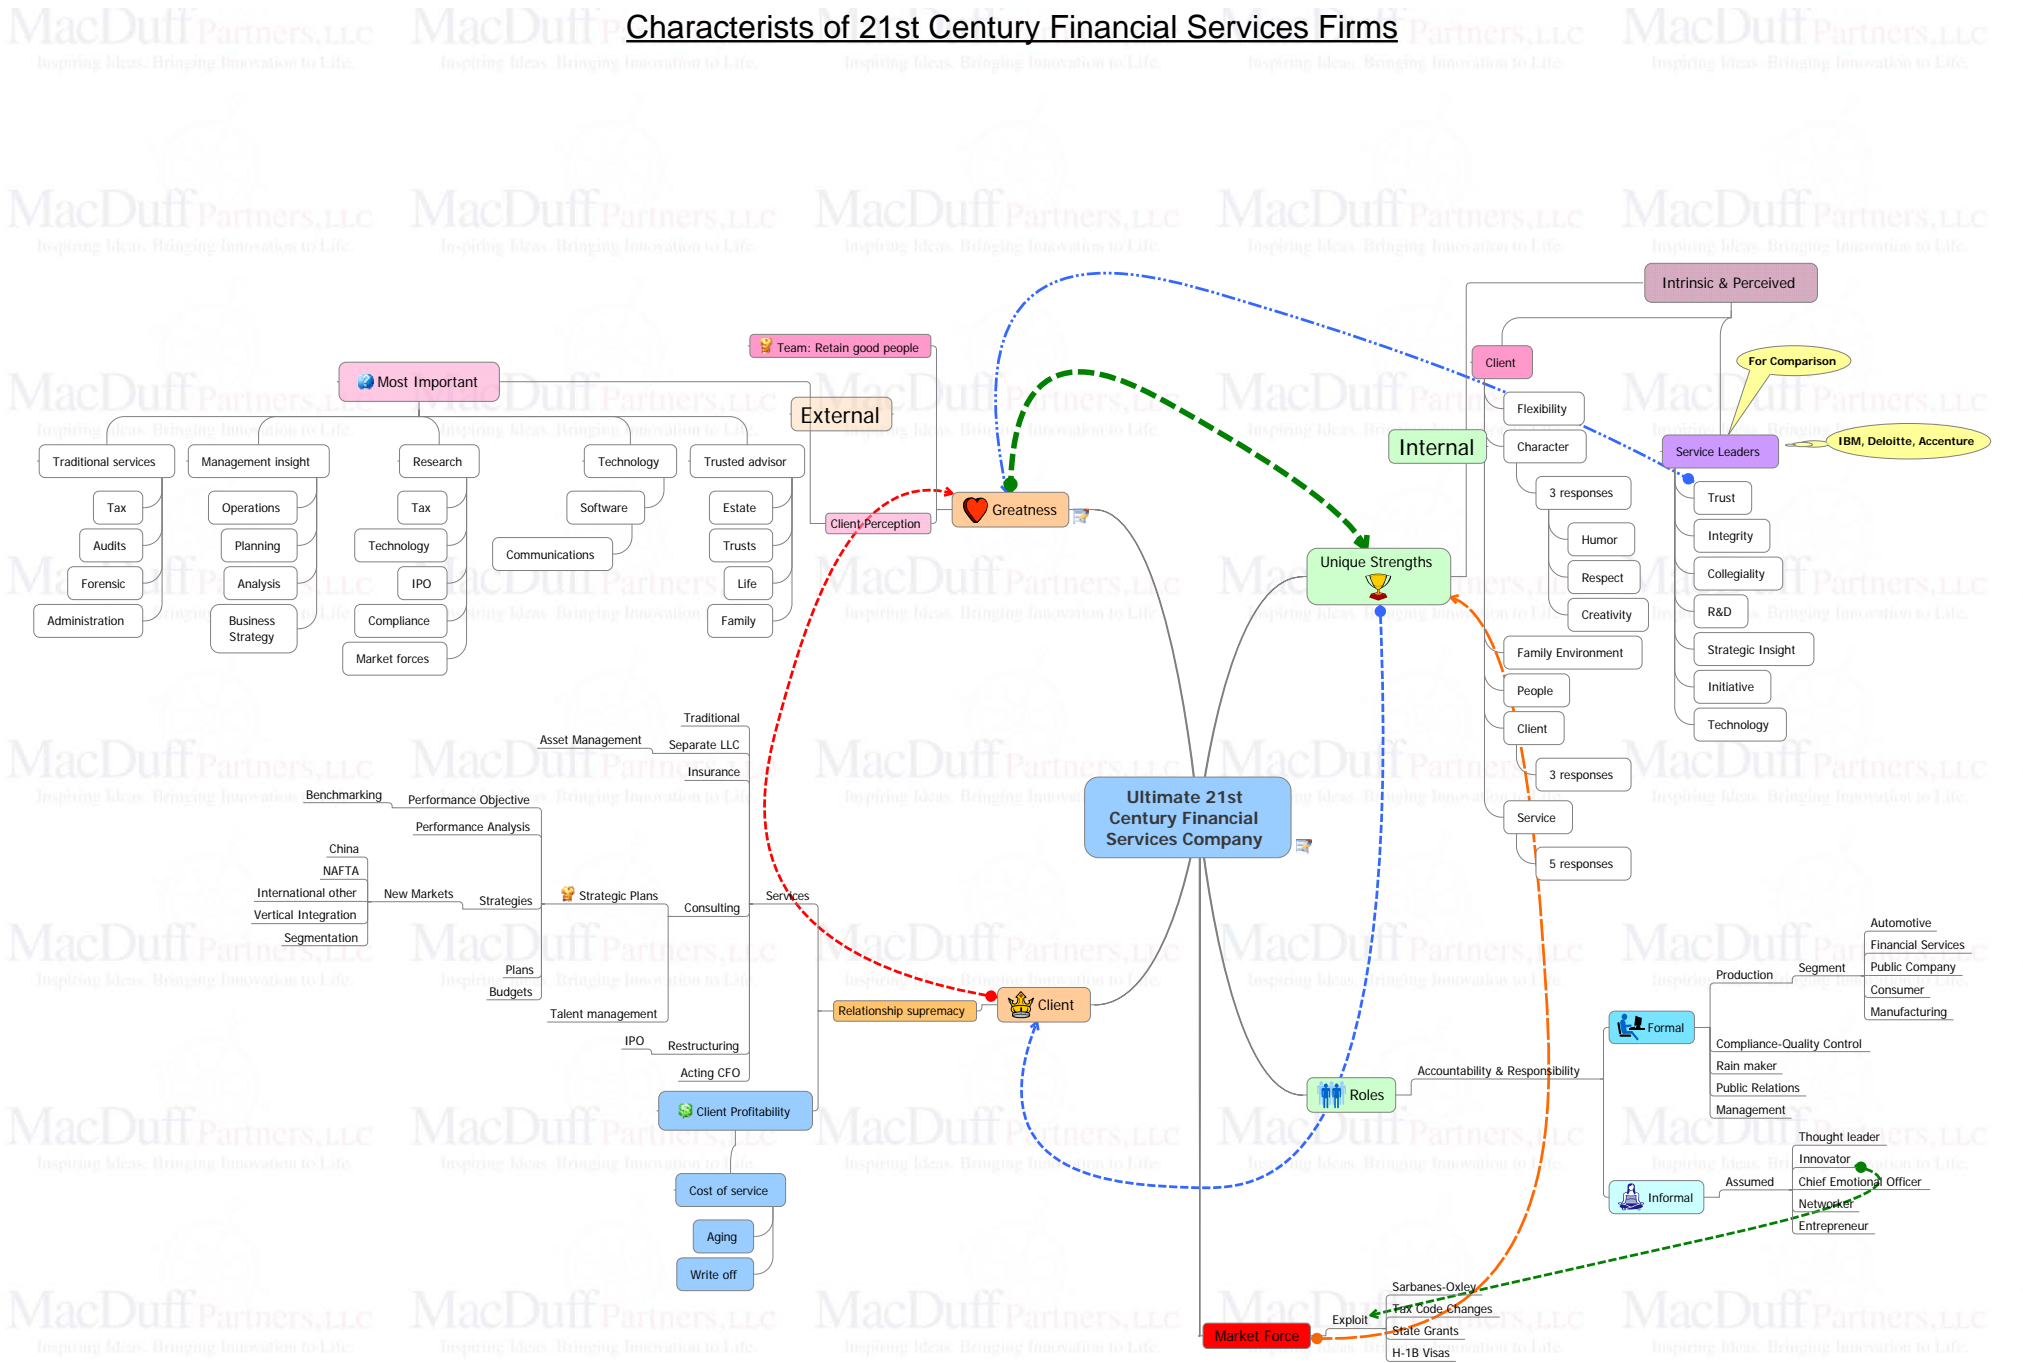 Characterists of 21st Century Financial Services Firms
MacDuff Partners, LLC
Inspiring Ideas. Bringing Innovation to Life.
Intrinsic & Perceived
Team: Retain good people
Client
For Comparison
Most Important
External
Flexibility
Internal
Character
Service Leaders
IBM, Deloitte, Accenture
Traditional services
Management insight
Research
Technology
Trusted advisor
Tax
Audits
Forensic
Administration
Operations
Planning
Analysis
Business
Strategy
Tax
Technology
IPO
Compliance
Market forces
Software
Communications
Estate
Trusts
Life
Family
Client Perception
Greatness
Unique Strengths
3 responses
Humor
Respect
Creativity
Family Environment
People
Client
3 responses
Service
5 responses
Trust
Integrity
Collegiality
R&D
Strategic Insight
Initiative
Technology
Ultimate 21st
Century Financial
Services Company
Traditional
Asset Management
Separate LLC
Insurance
Benchmarking
Performance Objective
Performance Analysis
China
NAFTA
International other
Vertical Integration
Segmentation
New Markets
Strategies
Strategic Plans
Plans
Budgets
Talent management
Consulting
Services
IPO
Restructuring
Acting CFO
Relationship supremacy
Client
Client Profitability
Cost of service
Aging
Write off
Roles
Accountability & Responsibility
Formal
Production
Segment
Automotive
Financial Services
Public Company
Consumer
Manufacturing
Compliance-Quality Control
Rain maker
Public Relations
Management
Informal
Assumed
Thought leader
Innovator
Chief Emotional Officer
Networker
Entrepreneur
Market Force
Exploit
Sarbanes-Oxley
Tax Code Changes
State Grants
H-1B Visas